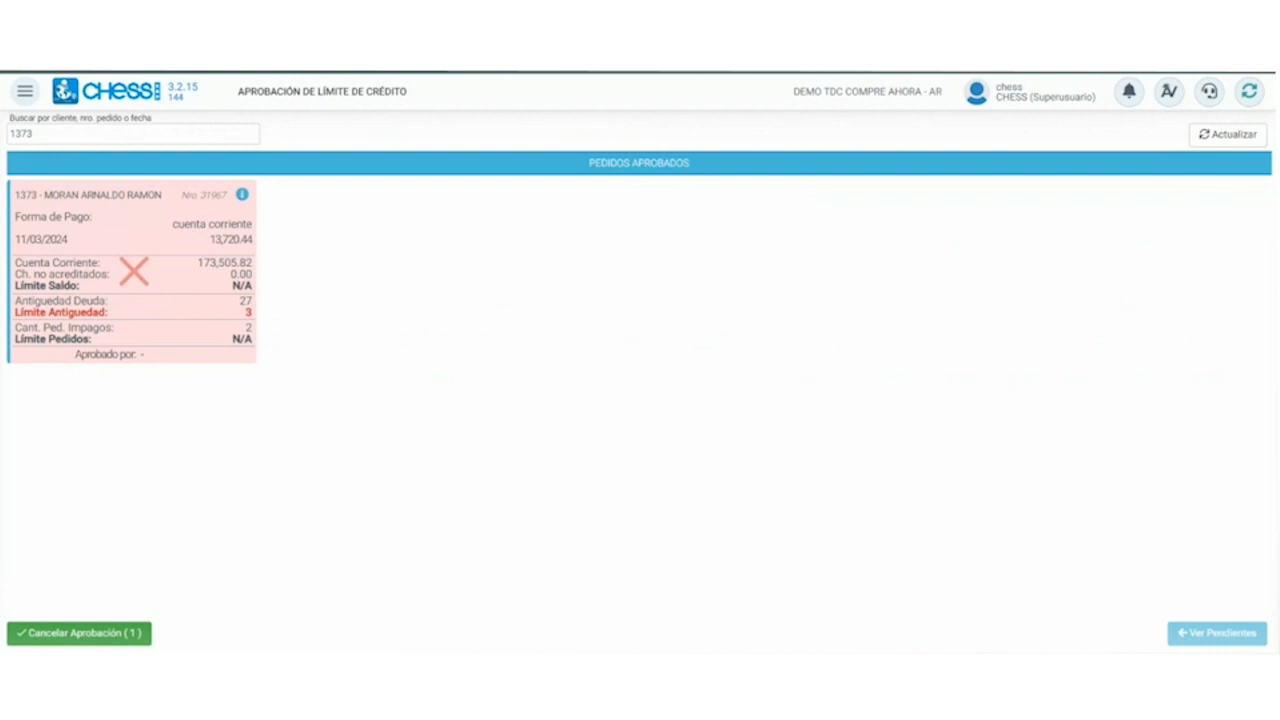 CHESS 3.2.15
144
APROBACIÓN DE LÍMITE DE CRÉDITO
DEMO TDC COMPRE AHORA - AR
chess
CHESS (Superusuario)
Buscar por cliente, nro. pedido o fecha
1373
Actualizar
PEDIDOS APROBADOS
1373 - MORAN ARNALDO RAMON Nro. 31967
Forma de Pago:
cuenta corriente
11/03/2024 13,720.44
Cuenta Corriente: 173,505.82
Ch. no acreditados: 0.00
Límite Saldo: N/A
Antiguedad Deuda: 27
Límite Antiguedad: 3
Cant. Ped. Impagos: 2
Límite Pedidos: N/A
Aprobado por: -
Cancelar Aprobación ( 1 )
Ver Pendientes